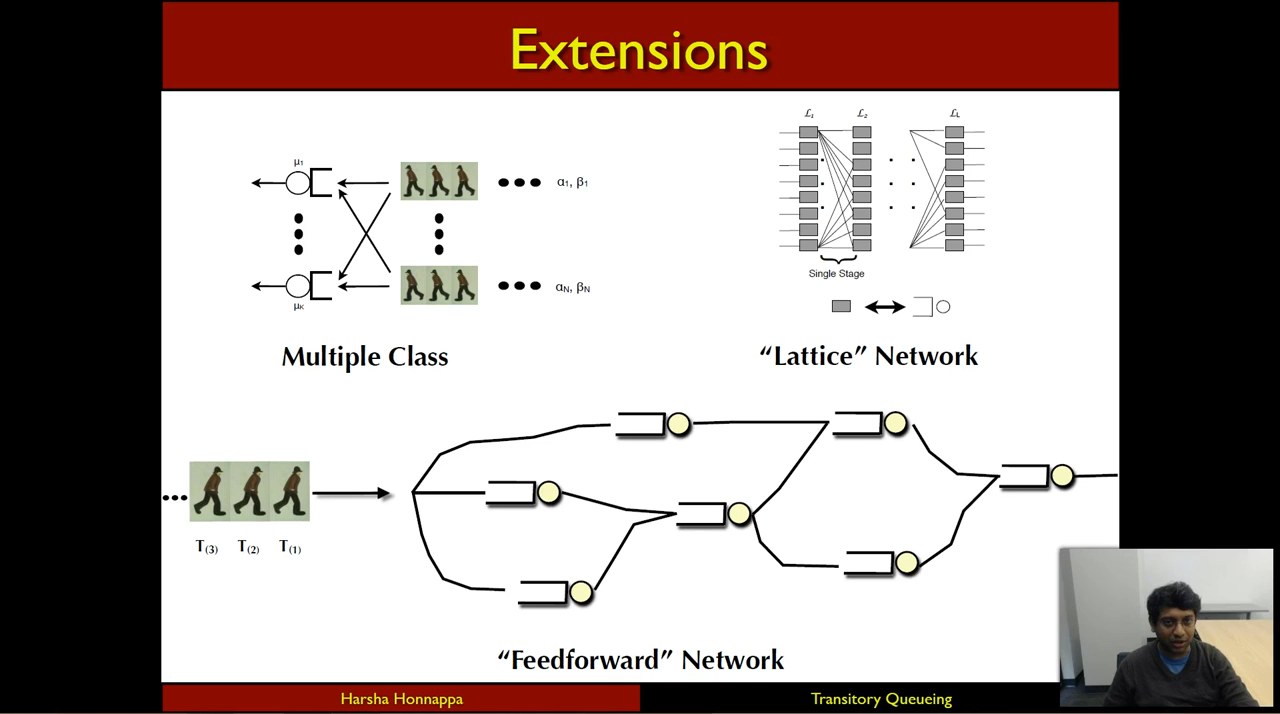 Extensions
μ₁
α₁, β₁
μK
αN, βN
Multiple Class
ℒ₁ ℒ₂ ℒL
Single Stage
“Lattice” Network
T(3) T(2) T(1)
“Feedforward” Network
Harsha Honnappa
Transitory Queueing